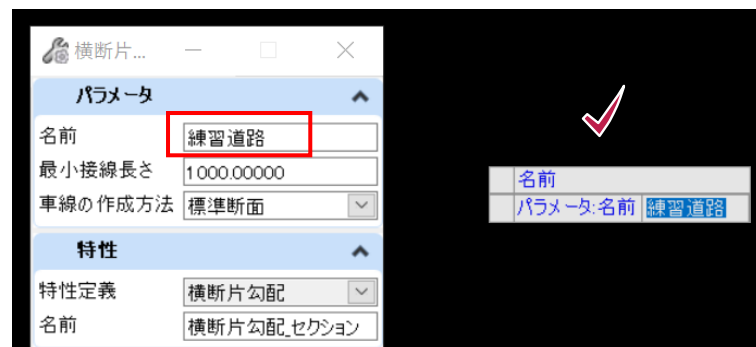 横断片...
パラメータ
名前 練習道路
最小接線長さ 1000.00000
車線の作成方法 標準断面
特性
特性定義 横断片勾配
名前 横断片勾配_セクション
名前
パラメータ:名前 練習道路